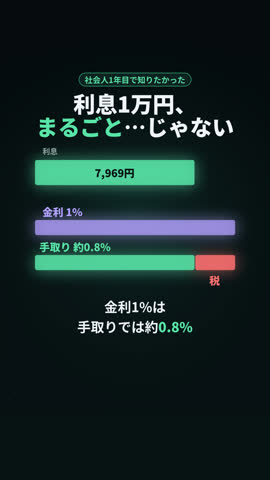 社会人1年目で知りたかった
利息1万円、
まるごと…じゃない
利息
7,969円
金利 1%
手取り 約0.8%
税
金利1%は
手取りでは約0.8%